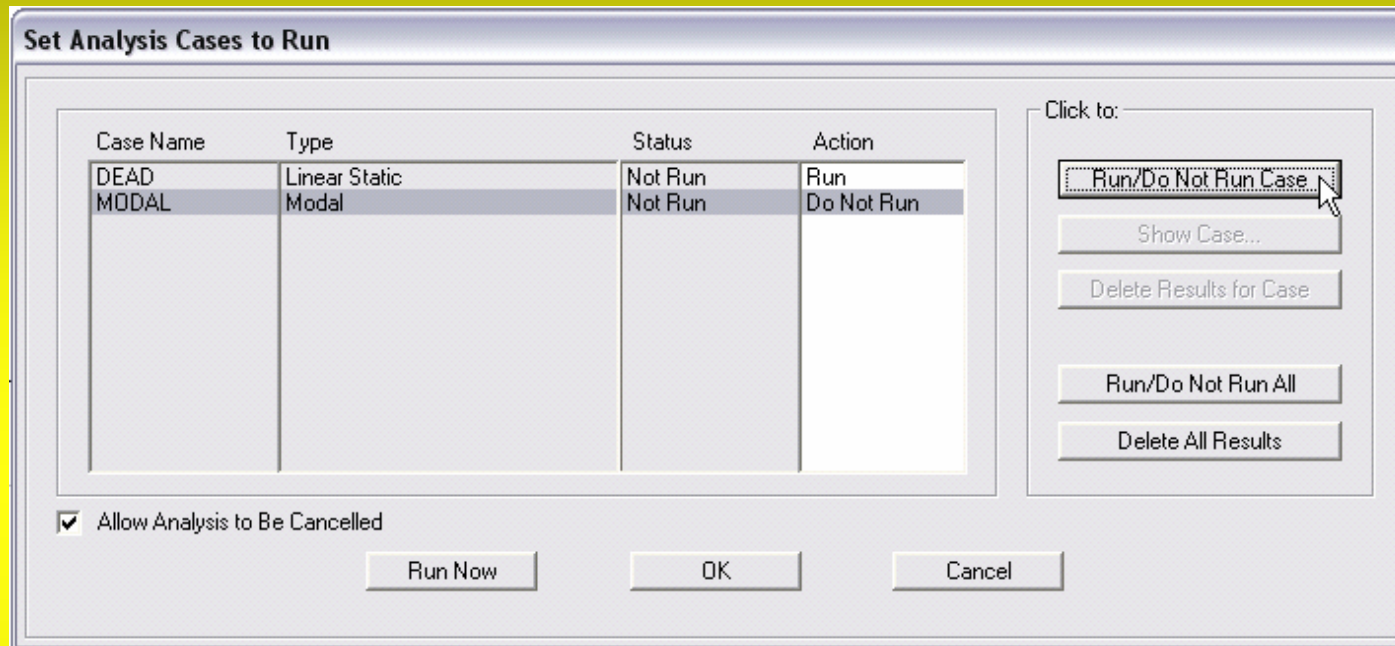 Set Analysis Cases to Run
Click to:
Case Name Type Status Action
DEAD Linear Static Not Run Run
MODAL Modal Not Run Do Not Run
Run/Do Not Run Case
Show Case...
Delete Results for Case
Run/Do Not Run All
Delete All Results
Allow Analysis to Be Cancelled
Run Now OK Cancel